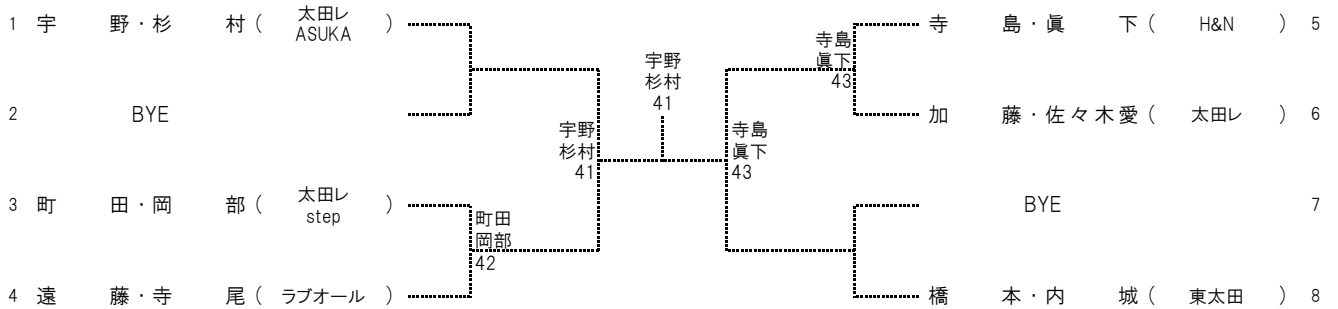 1 宇 野・杉 村 ( 太田レ ASUKA )
2 BYE
3 町 田・岡 部 ( 太田レ step )
4 遠 藤・寺 尾 ( ラブオール )
町田
岡部
42
宇野
杉村
41
宇野
杉村
41
寺島
眞下
43
寺島
眞下
43
寺 島・眞 下 ( H&N ) 5
加 藤・佐々木愛 ( 太田レ ) 6
BYE 7
橋 本・内 城 ( 東太田 ) 8